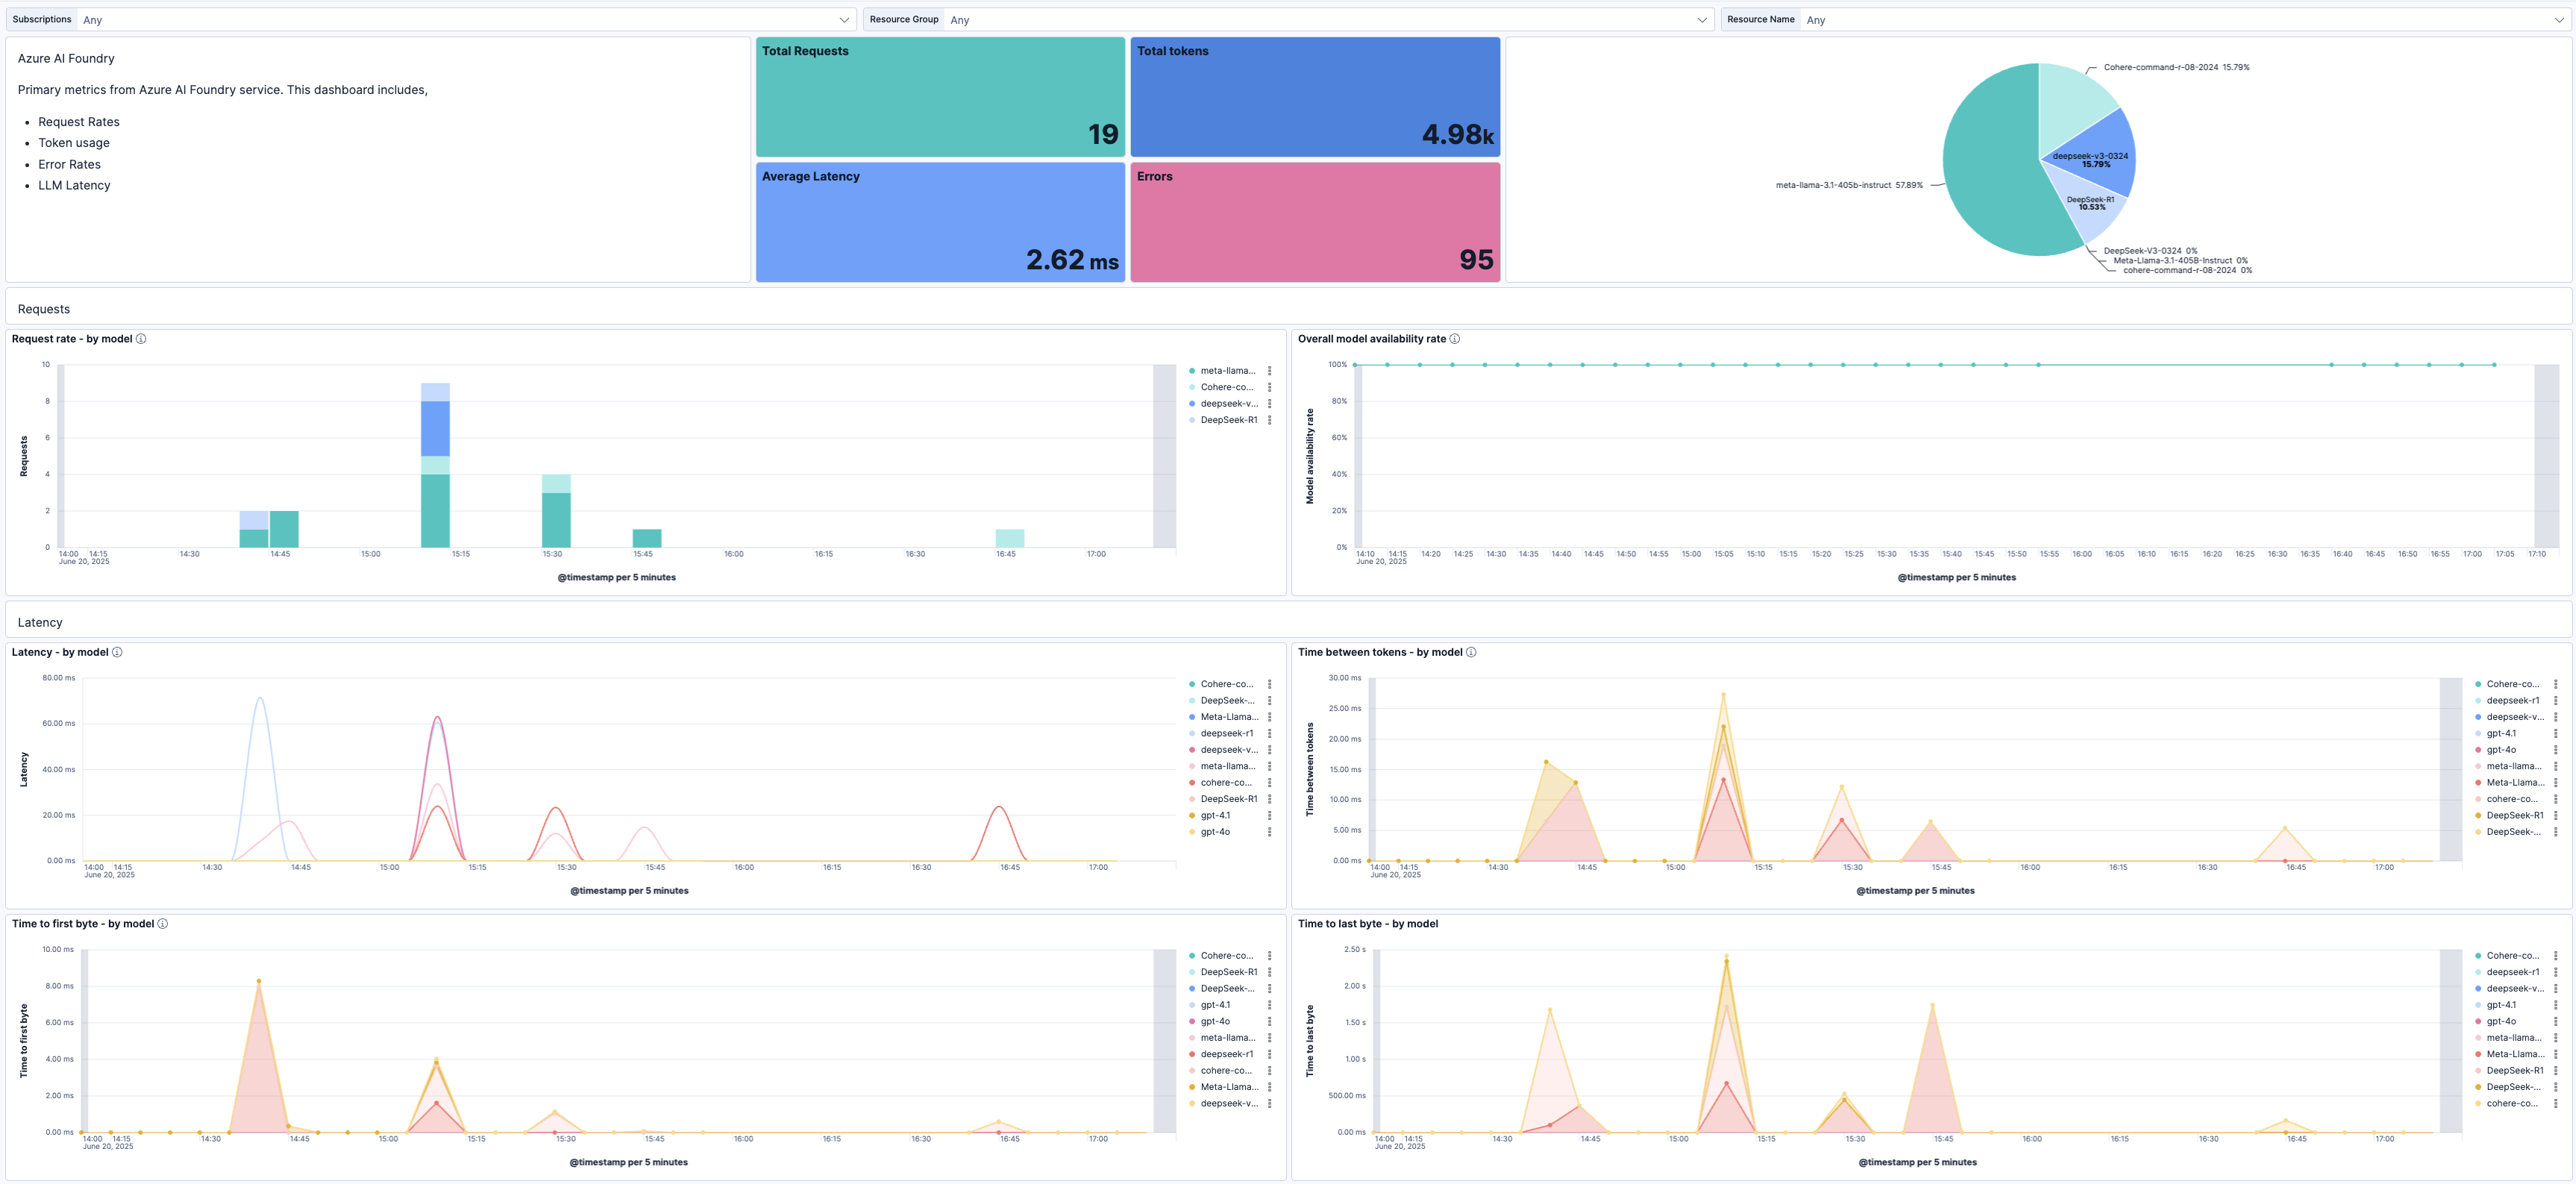 Subscriptions Any
Resource Group Any
Resource Name Any
Azure AI Foundry
Primary metrics from Azure AI Foundry service. This dashboard includes,
• Request Rates
• Token usage
• Error Rates
• LLM Latency
Total Requests
19
Total tokens
4.98k
Average Latency
2.62 ms
Errors
95
Cohere-command-r-08-2024 15.79%
deepseek-v3-0324
15.79%
meta-llama-3.1-405b-instruct 57.89%
DeepSeek-R1
10.53%
DeepSeek-V3-0324 0%
Meta-Llama-3.1-405B-Instruct 0%
cohere-command-r-08-2024 0%
Requests
Request rate - by model
Requests
10
8
6
4
2
0
14:00 14:15 14:30 14:45 15:00 15:15 15:30 15:45 16:00 16:15 16:30 16:45 17:00
June 20, 2025
@timestamp per 5 minutes
meta-llama...
Cohere-co...
deepseek-v...
DeepSeek-R1
Overall model availability rate
Model availability rate
100%
80%
60%
40%
20%
0%
14:10 14:15 14:20 14:25 14:30 14:35 14:40 14:45 14:50 14:55 15:00 15:05 15:10 15:15 15:20 15:25 15:30 15:35 15:40 15:45 15:50 15:55 16:00 16:05 16:10 16:15 16:20 16:25 16:30 16:35 16:40 16:45 16:50 16:55 17:00 17:05 17:10
June 20, 2025
@timestamp per 5 minutes
Latency
Latency - by model
Latency
80.00 ms
60.00 ms
40.00 ms
20.00 ms
0.00 ms
14:00 14:15 14:30 14:45 15:00 15:15 15:30 15:45 16:00 16:15 16:30 16:45 17:00
June 20, 2025
@timestamp per 5 minutes
Cohere-co...
DeepSeek-...
Meta-Llama...
deepseek-r1
deepseek-v...
meta-llama...
cohere-co...
DeepSeek-R1
gpt-4.1
gpt-4o
Time between tokens - by model
Time between tokens
30.00 ms
25.00 ms
20.00 ms
15.00 ms
10.00 ms
5.00 ms
0.00 ms
14:00 14:15 14:30 14:45 15:00 15:15 15:30 15:45 16:00 16:15 16:30 16:45 17:00
June 20, 2025
@timestamp per 5 minutes
Cohere-co...
deepseek-r1
deepseek-v...
gpt-4.1
gpt-4o
meta-llama...
Meta-Llama...
cohere-co...
DeepSeek-R1
DeepSeek-...
Time to first byte - by model
Time to first byte
10.00 ms
8.00 ms
6.00 ms
4.00 ms
2.00 ms
0.00 ms
14:00 14:15 14:30 14:45 15:00 15:15 15:30 15:45 16:00 16:15 16:30 16:45 17:00
June 20, 2025
@timestamp per 5 minutes
Cohere-co...
DeepSeek-R1
DeepSeek-...
gpt-4.1
gpt-4o
meta-llama...
deepseek-r1
cohere-co...
Meta-Llama...
deepseek-v...
Time to last byte - by model
Time to last byte
2.50 s
2.00 s
1.50 s
1.00 s
500.00 ms
0.00 ms
14:00 14:15 14:30 14:45 15:00 15:15 15:30 15:45 16:00 16:15 16:30 16:45 17:00
June 20, 2025
@timestamp per 5 minutes
Cohere-co...
deepseek-r1
deepseek-v...
gpt-4.1
gpt-4o
meta-llama...
Meta-Llama...
DeepSeek-R1
DeepSeek-...
cohere-co...